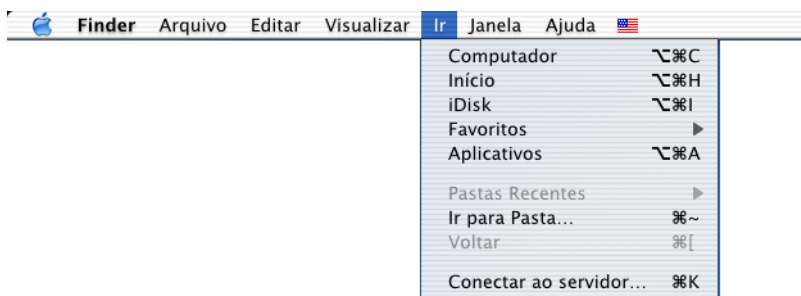 Finder Arquivo Editar Visualizar Ir Janela Ajuda
Computador ⌥⌘C
Início ⌥⌘H
iDisk ⌥⌘I
Favoritos
Aplicativos ⌥⌘A
Pastas Recentes
Ir para Pasta... ⌘~
Voltar ⌘[
Conectar ao servidor... ⌘K